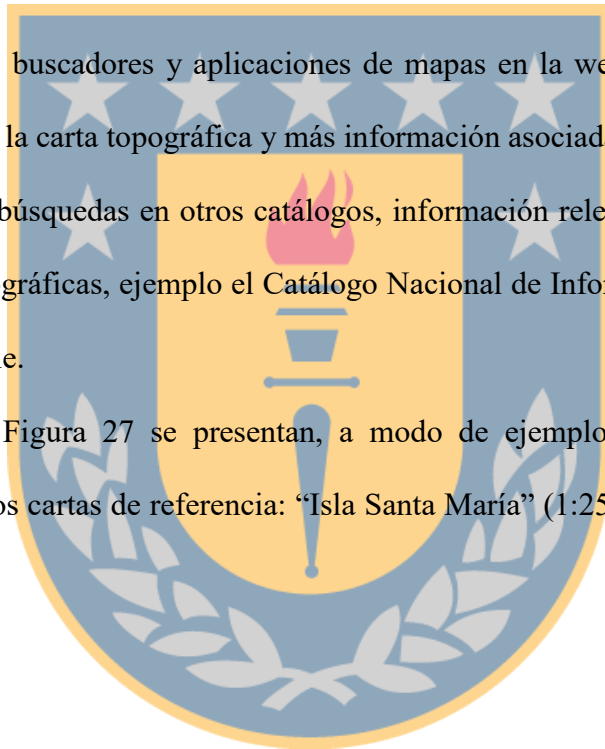 buscadores y aplicaciones de mapas en la we
la carta topográfica y más información asociad
búsquedas en otros catálogos, información rele
gráficas, ejemplo el Catálogo Nacional de Infor
e.
Figura 27 se presentan, a modo de ejemplo
os cartas de referencia: “Isla Santa María” (1:25